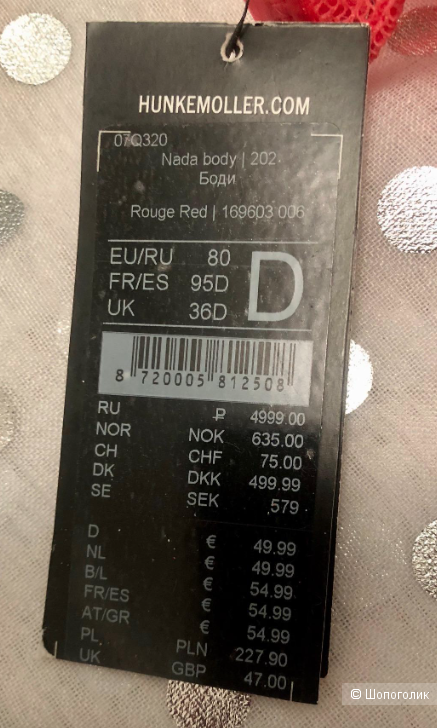 HUNKEMOLLER.COM
07Q320
Nada body | 202
Боди
Rouge Red | 169603 006
EU/RU 80
FR/ES 95D
UK 36D
D
8 720005 812508
RU ₽ 4999.00
NOR NOK 635.00
CH CHF 75.00
DK DKK 499.99
SE SEK 579
D € 49.99
NL € 49.99
B/L € 54.99
FR/ES € 54.99
AT/GR € 54.99
PL PLN 227.90
UK GBP 47.00
© Шопоголик